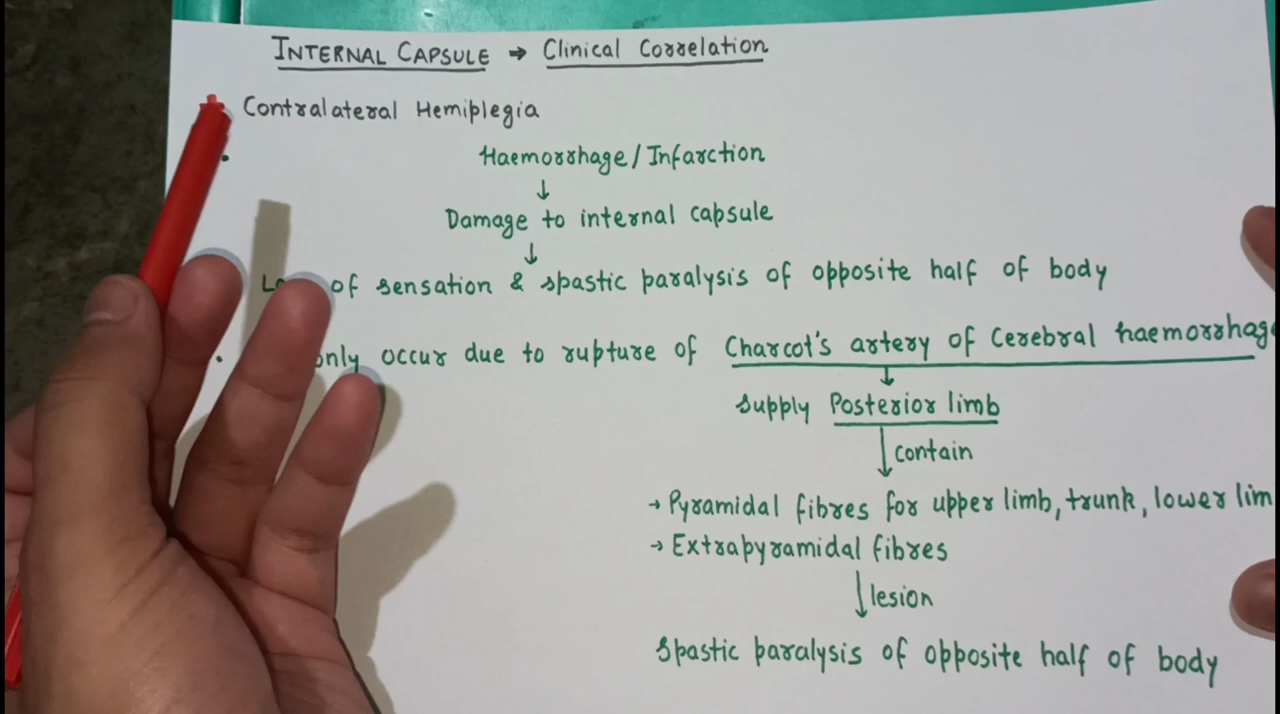 INTERNAL CAPSULE → Clinical Correlation
Contralateral Hemiplegia
• Haemorrhage/Infarction
↓
Damage to internal capsule
↓
of sensation & spastic paralysis of opposite half of body
• only occur due to rupture of Charcot's artery of Cerebral haemorrhag
↓
supply Posterior limb
↓ contain
→ Pyramidal fibres for upper limb, trunk, lower lim
→ Extrapyramidal fibres
↓ lesion
Spastic paralysis of opposite half of body